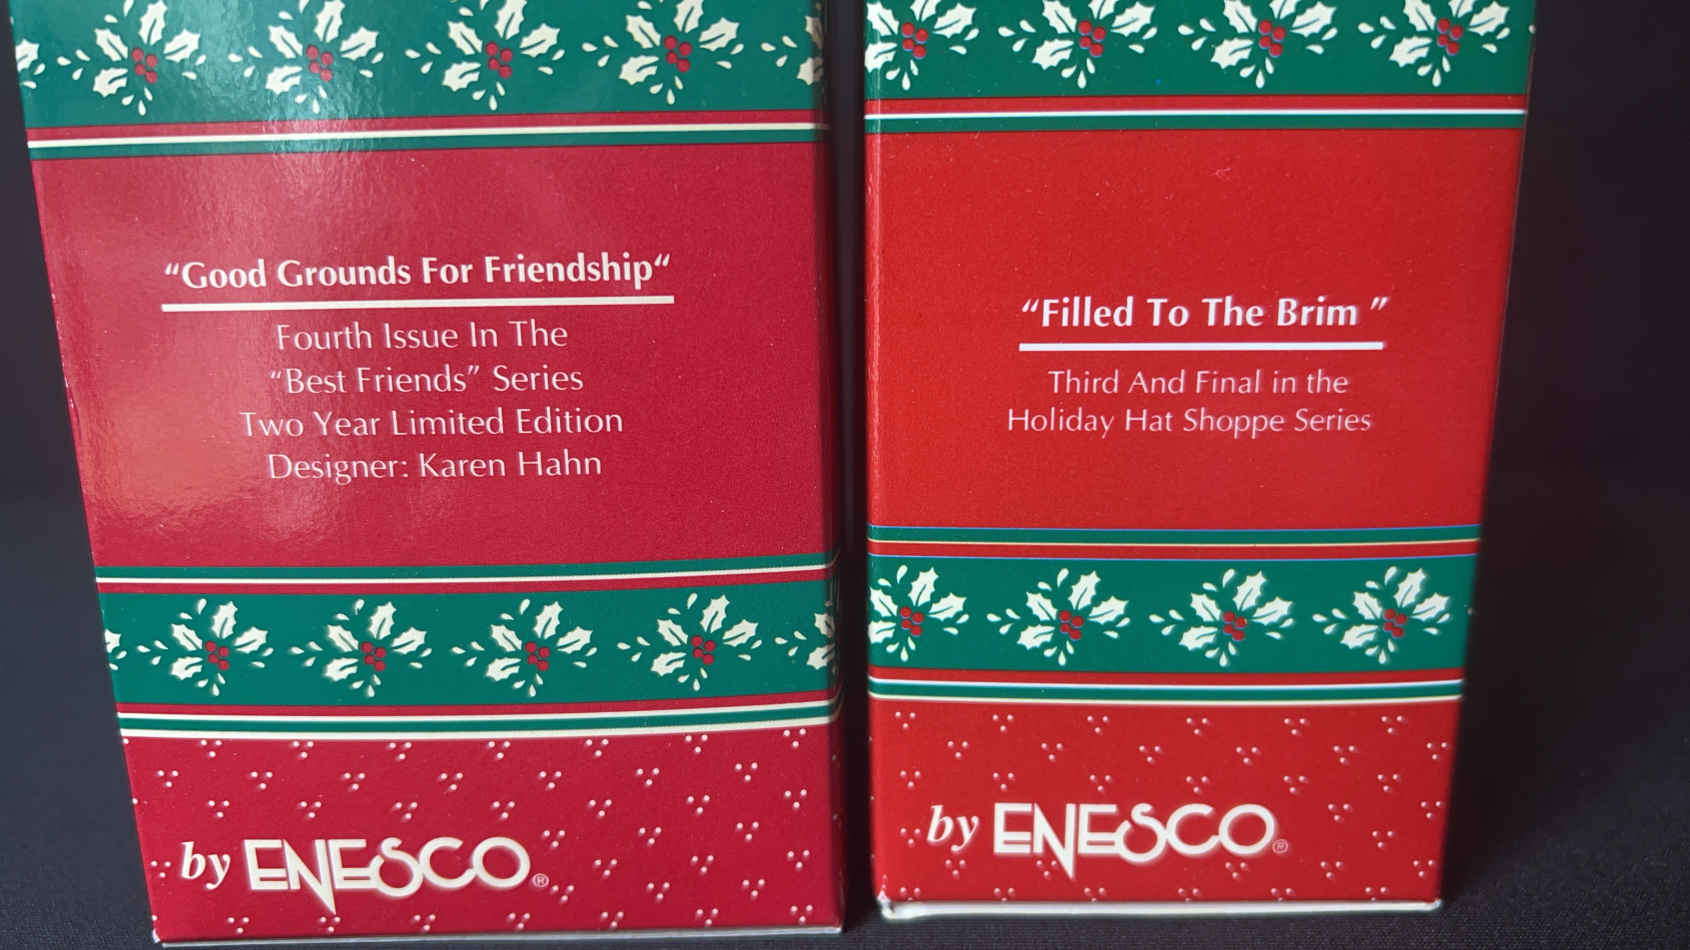 “Good Grounds For Friendship“
Fourth Issue In The
“Best Friends” Series
Two Year Limited Edition
Designer: Karen Hahn
by ENESCO®
“Filled To The Brim ”
Third And Final in the
Holiday Hat Shoppe Series
by ENESCO®